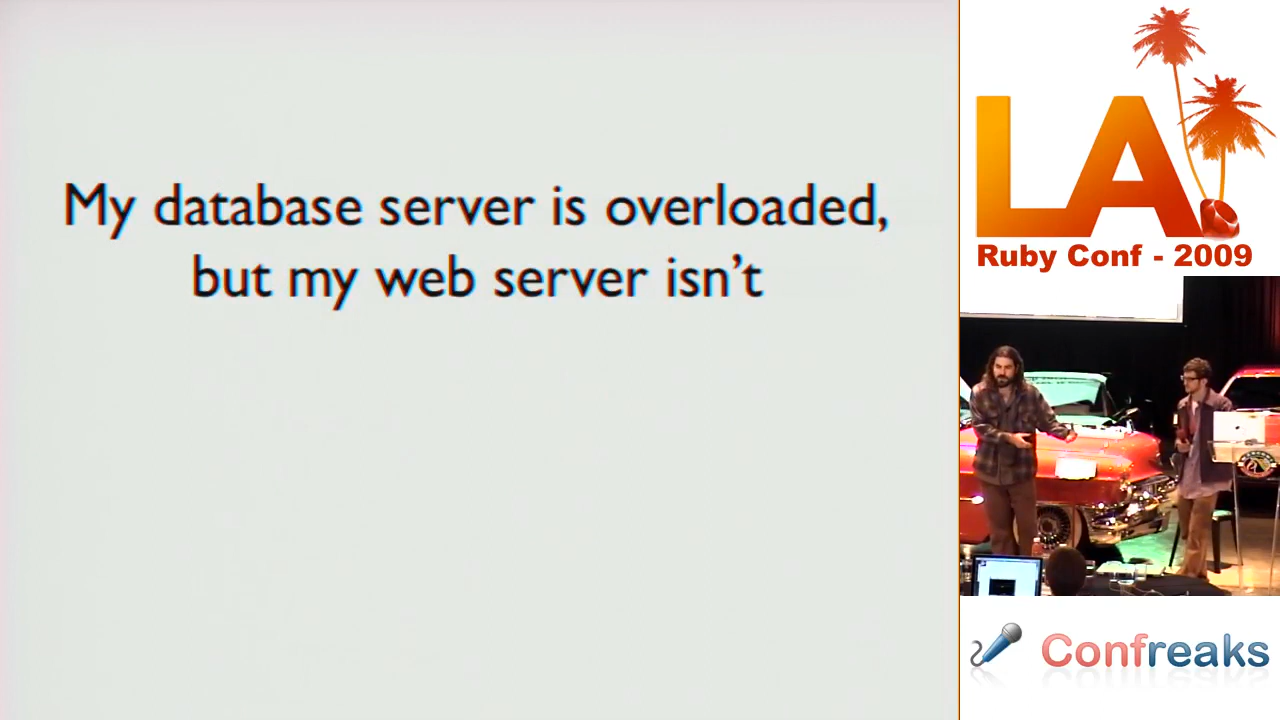 My database server is overloaded,
but my web server isn't
LA
Ruby Conf - 2009
Confreaks